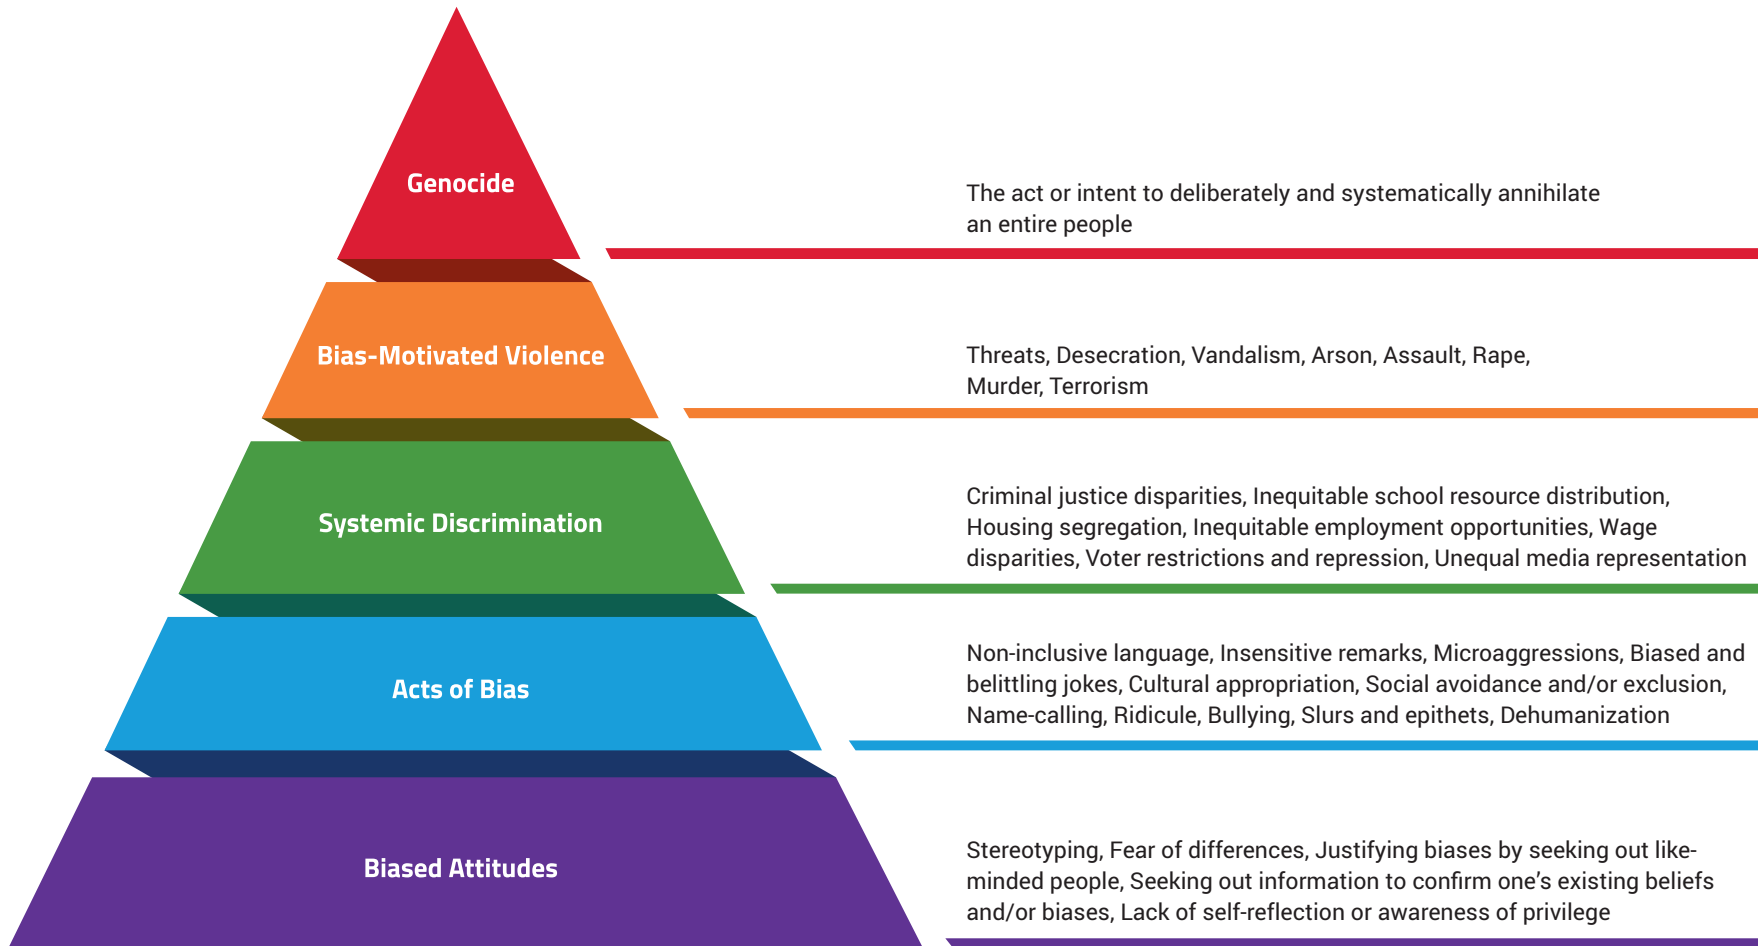 Genocide
The act or intent to deliberately and systematically annihilate
an entire people
Bias-Motivated Violence
Threats, Desecration, Vandalism, Arson, Assault, Rape,
Murder, Terrorism
Systemic Discrimination
Criminal justice disparities, Inequitable school resource distribution,
Housing segregation, Inequitable employment opportunities, Wage
disparities, Voter restrictions and repression, Unequal media representation
Acts of Bias
Non-inclusive language, Insensitive remarks, Microaggressions, Biased and
belittling jokes, Cultural appropriation, Social avoidance and/or exclusion,
Name-calling, Ridicule, Bullying, Slurs and epithets, Dehumanization
Biased Attitudes
Stereotyping, Fear of differences, Justifying biases by seeking out like-
minded people, Seeking out information to confirm one’s existing beliefs
and/or biases, Lack of self-reflection or awareness of privilege